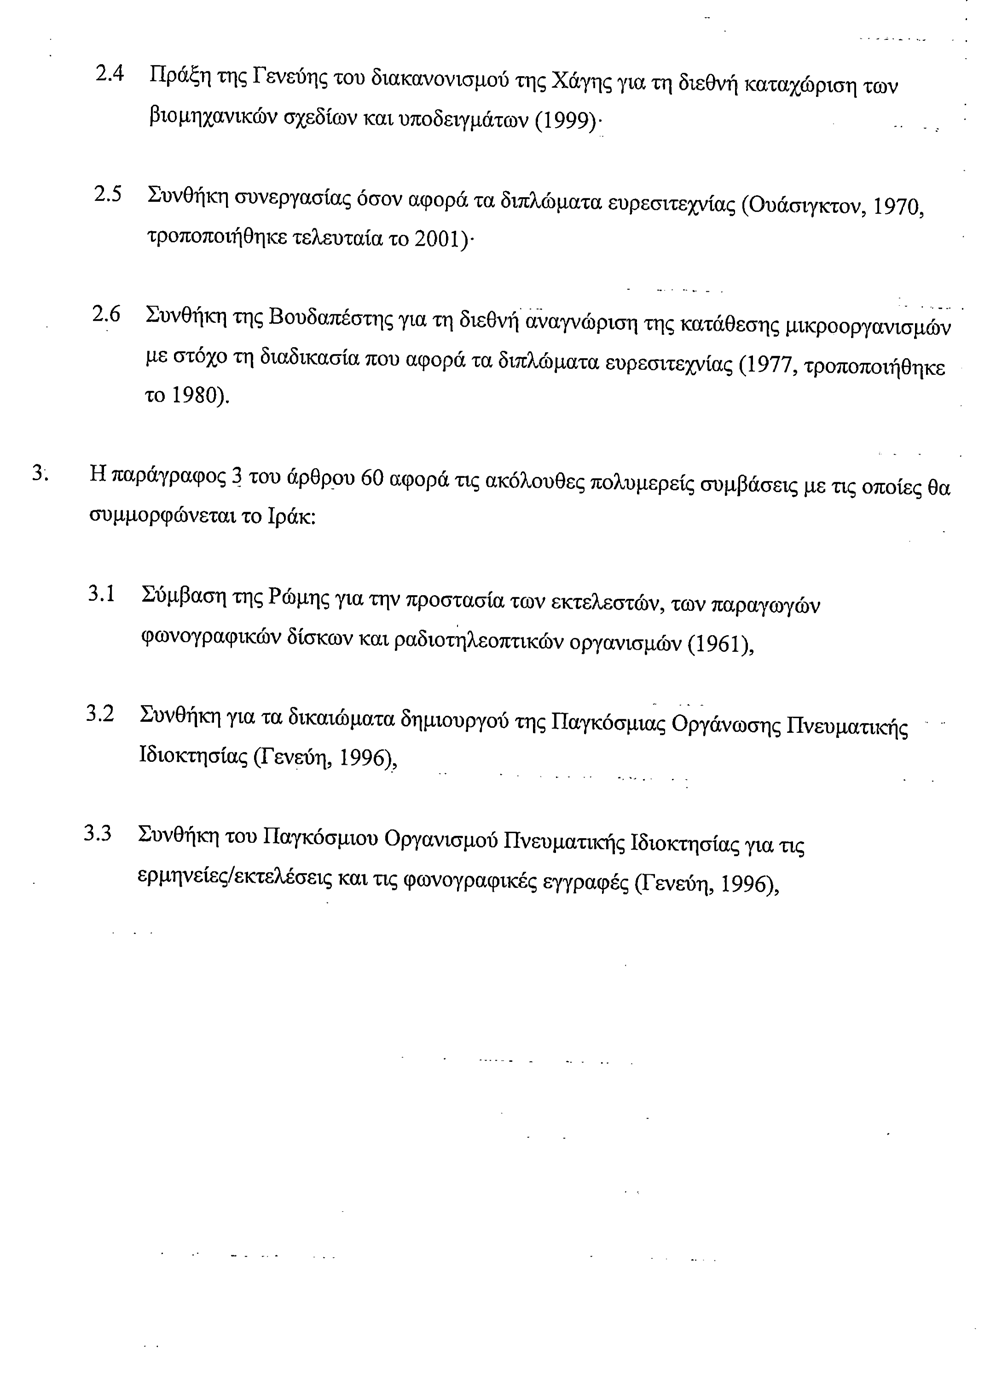 2.4 Πράξη της Γενεύης του διακανονισμού της Χάγης για τη διεθνή καταχώριση των
βιομηχανικών σχεδίων και υποδειγμάτων (1999)·
2.5 Συνθήκη συνεργασίας όσον αφορά τα διπλώματα ευρεσιτεχνίας (Ουάσιγκτον, 1970,
τροποποιήθηκε τελευταία το 2001)·
2.6 Συνθήκη της Βουδαπέστης για τη διεθνή αναγνώριση της κατάθεσης μικροοργανισμών
με στόχο τη διαδικασία που αφορά τα διπλώματα ευρεσιτεχνίας (1977, τροποποιήθηκε
το 1980).
3. Η παράγραφος 3 του άρθρου 60 αφορά τις ακόλουθες πολυμερείς συμβάσεις με τις οποίες θα
συμμορφώνεται το Ιράκ:
3.1 Σύμβαση της Ρώμης για την προστασία των εκτελεστών, των παραγωγών
φωνογραφικών δίσκων και ραδιοτηλεοπτικών οργανισμών (1961),
3.2 Συνθήκη για τα δικαιώματα δημιουργού της Παγκόσμιας Οργάνωσης Πνευματικής
Ιδιοκτησίας (Γενεύη, 1996),
3.3 Συνθήκη του Παγκόσμιου Οργανισμού Πνευματικής Ιδιοκτησίας για τις
ερμηνείες/εκτελέσεις και τις φωνογραφικές εγγραφές (Γενεύη, 1996),